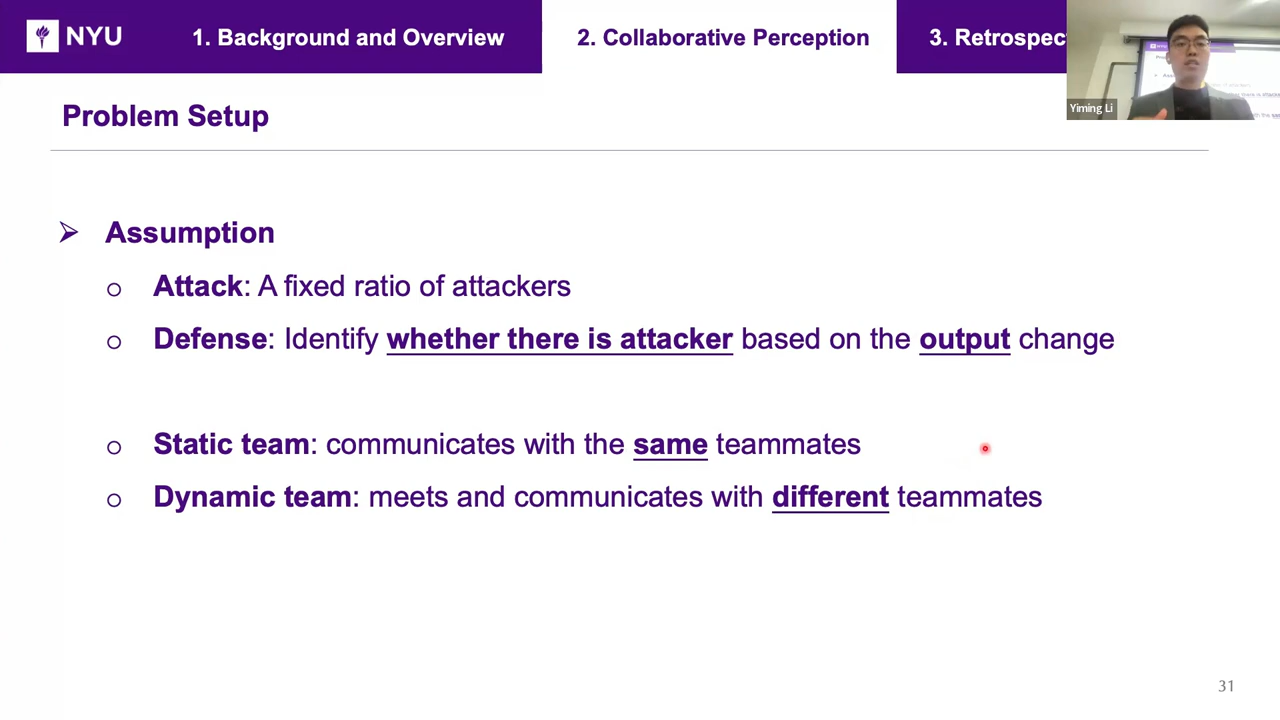 NYU
1. Background and Overview
2. Collaborative Perception
3. Retrospec
Yiming Li
Problem Setup
Assumption
Attack: A fixed ratio of attackers
Defense: Identify whether there is attacker based on the output change
Static team: communicates with the same teammates
Dynamic team: meets and communicates with different teammates
31